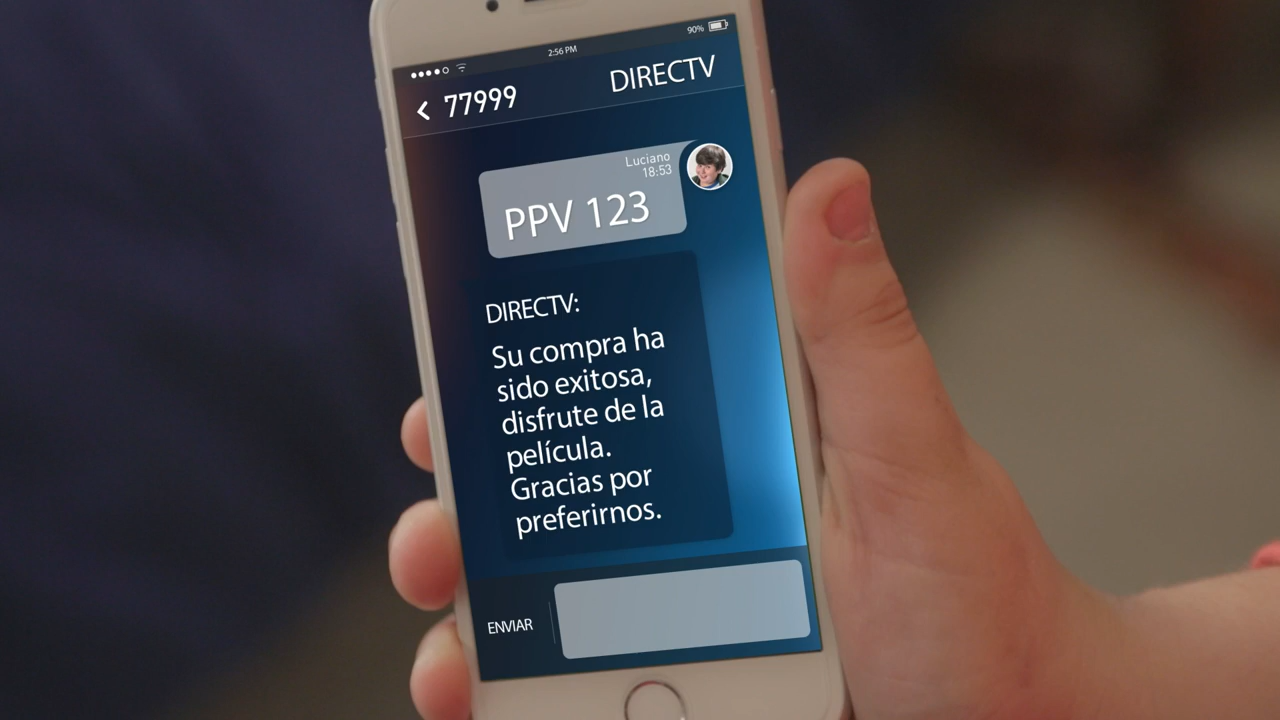 2:56 PM
90%
77999
DIRECTV
Luciano
18:53
PPV 123
DIRECTV:
Su compra ha
sido exitosa,
disfrute de la
película.
Gracias por
preferirnos.
ENVIAR